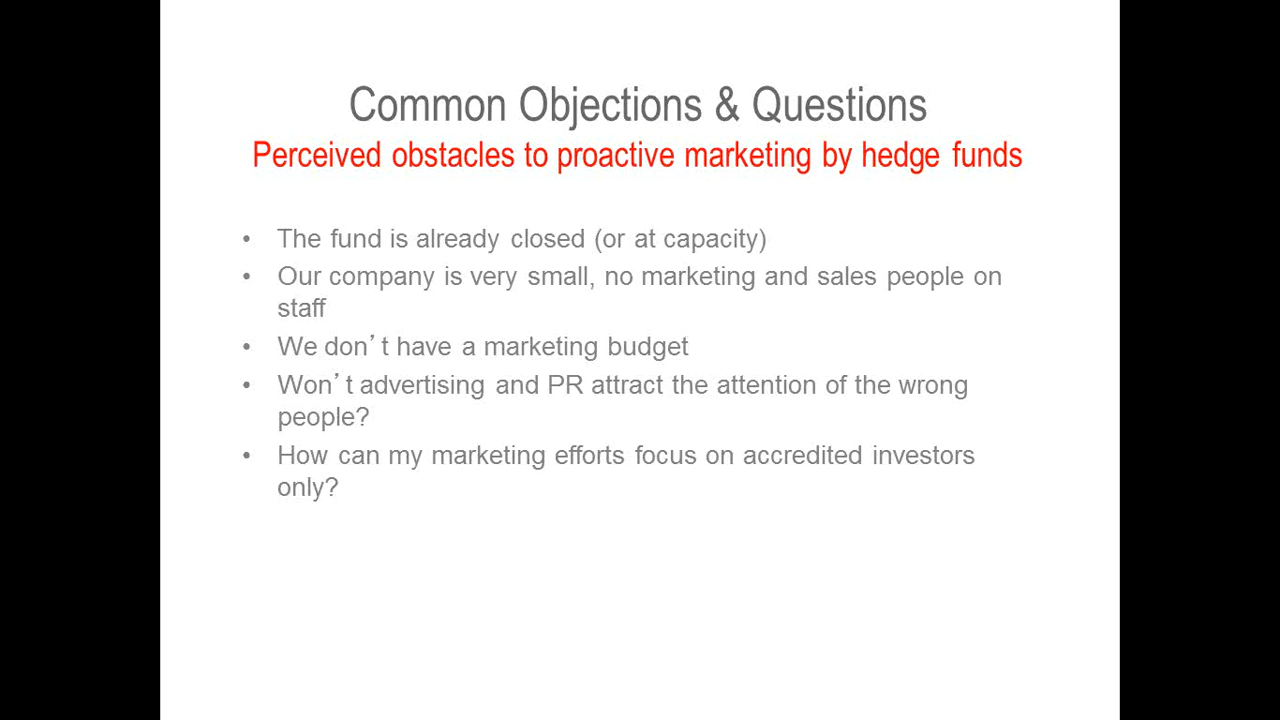 Common Objections & Questions
Perceived obstacles to proactive marketing by hedge funds
• The fund is already closed (or at capacity)
• Our company is very small, no marketing and sales people on
staff
• We don’t have a marketing budget
• Won’t advertising and PR attract the attention of the wrong
people?
• How can my marketing efforts focus on accredited investors
only?